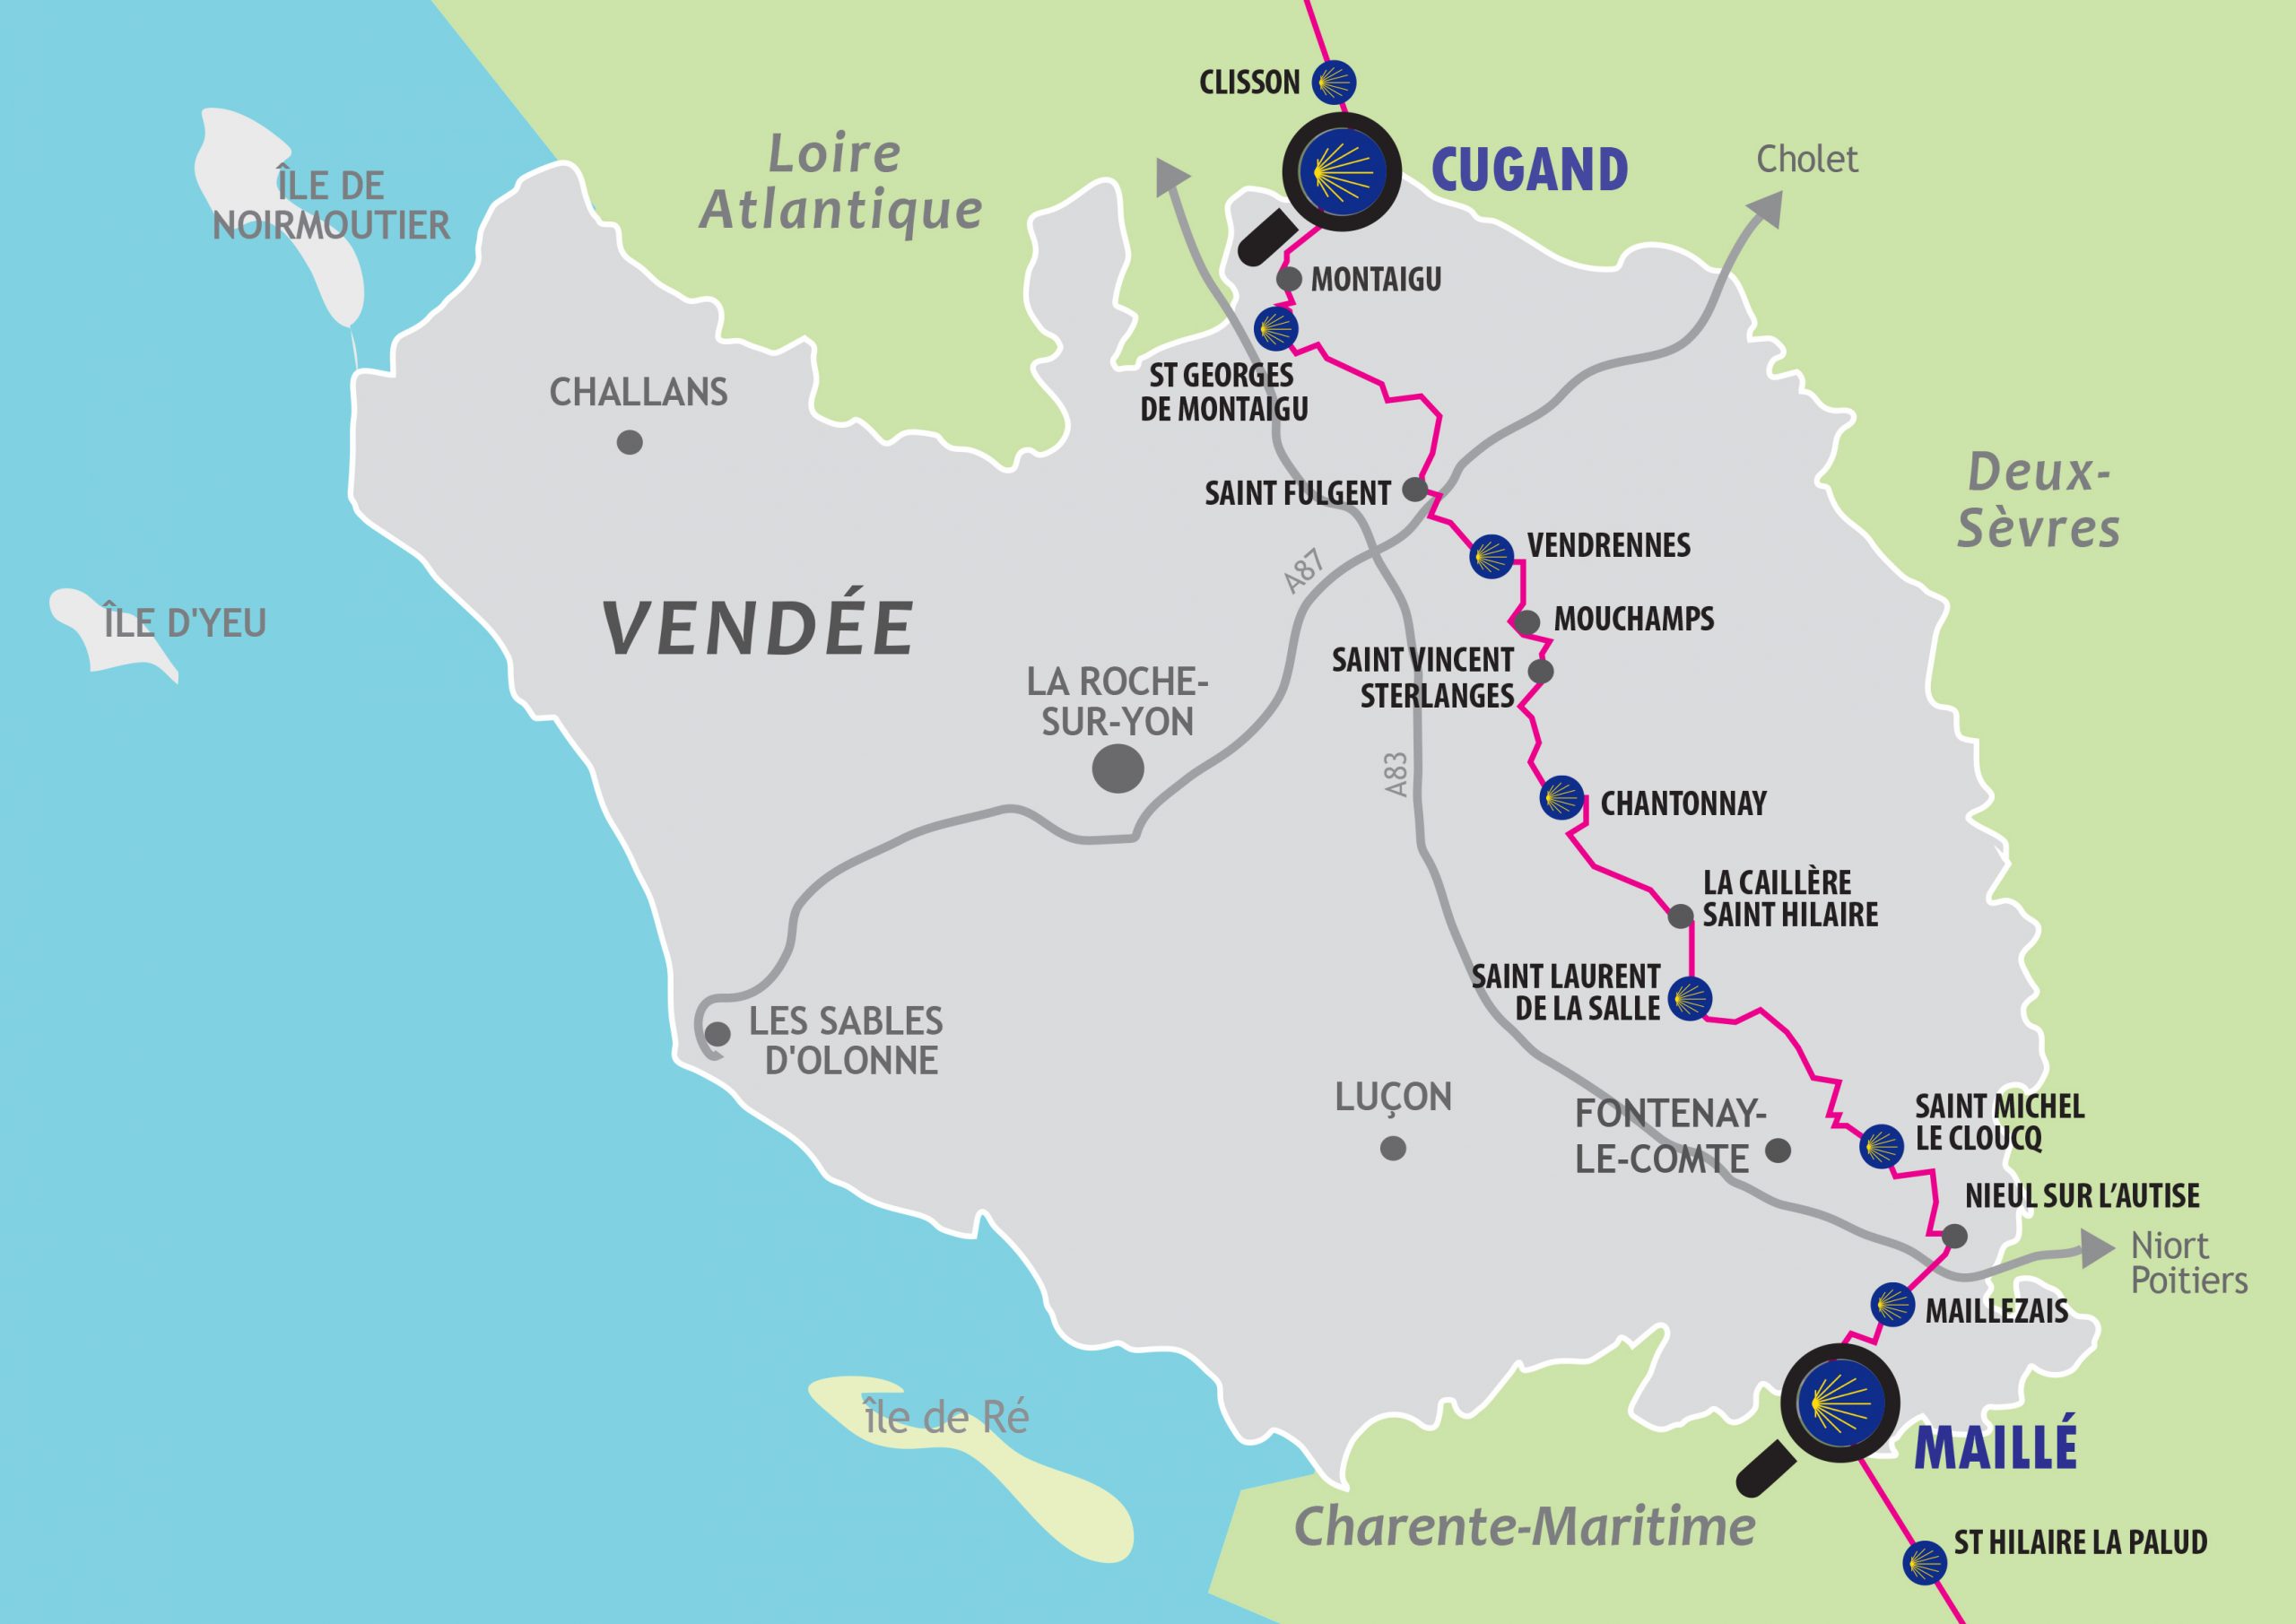 CLISSON
CUGAND
Cholet
Loire
Atlantique
ÎLE DE
NOIRMOUTIER
MONTAIGU
ST GEORGES
DE MONTAIGU
CHALLANS
SAINT FULGENT
Deux-
Sèvres
VENDRENNES
A87
ÎLE D'YEU
VENDÉE
MOUCHAMPS
SAINT VINCENT
STERLANGES
LA ROCHE-
SUR-YON
A83
CHANTONNAY
LA CAILLÈRE
SAINT HILAIRE
SAINT LAURENT
DE LA SALLE
LES SABLES
D'OLONNE
LUÇON
FONTENAY-
LE-COMTE
SAINT MICHEL
LE CLOUCQ
NIEUL SUR L'AUTISE
Niort
Poitiers
MAILLEZAIS
île de Ré
MAILLÉ
Charente-Maritime
ST HILAIRE LA PALUD